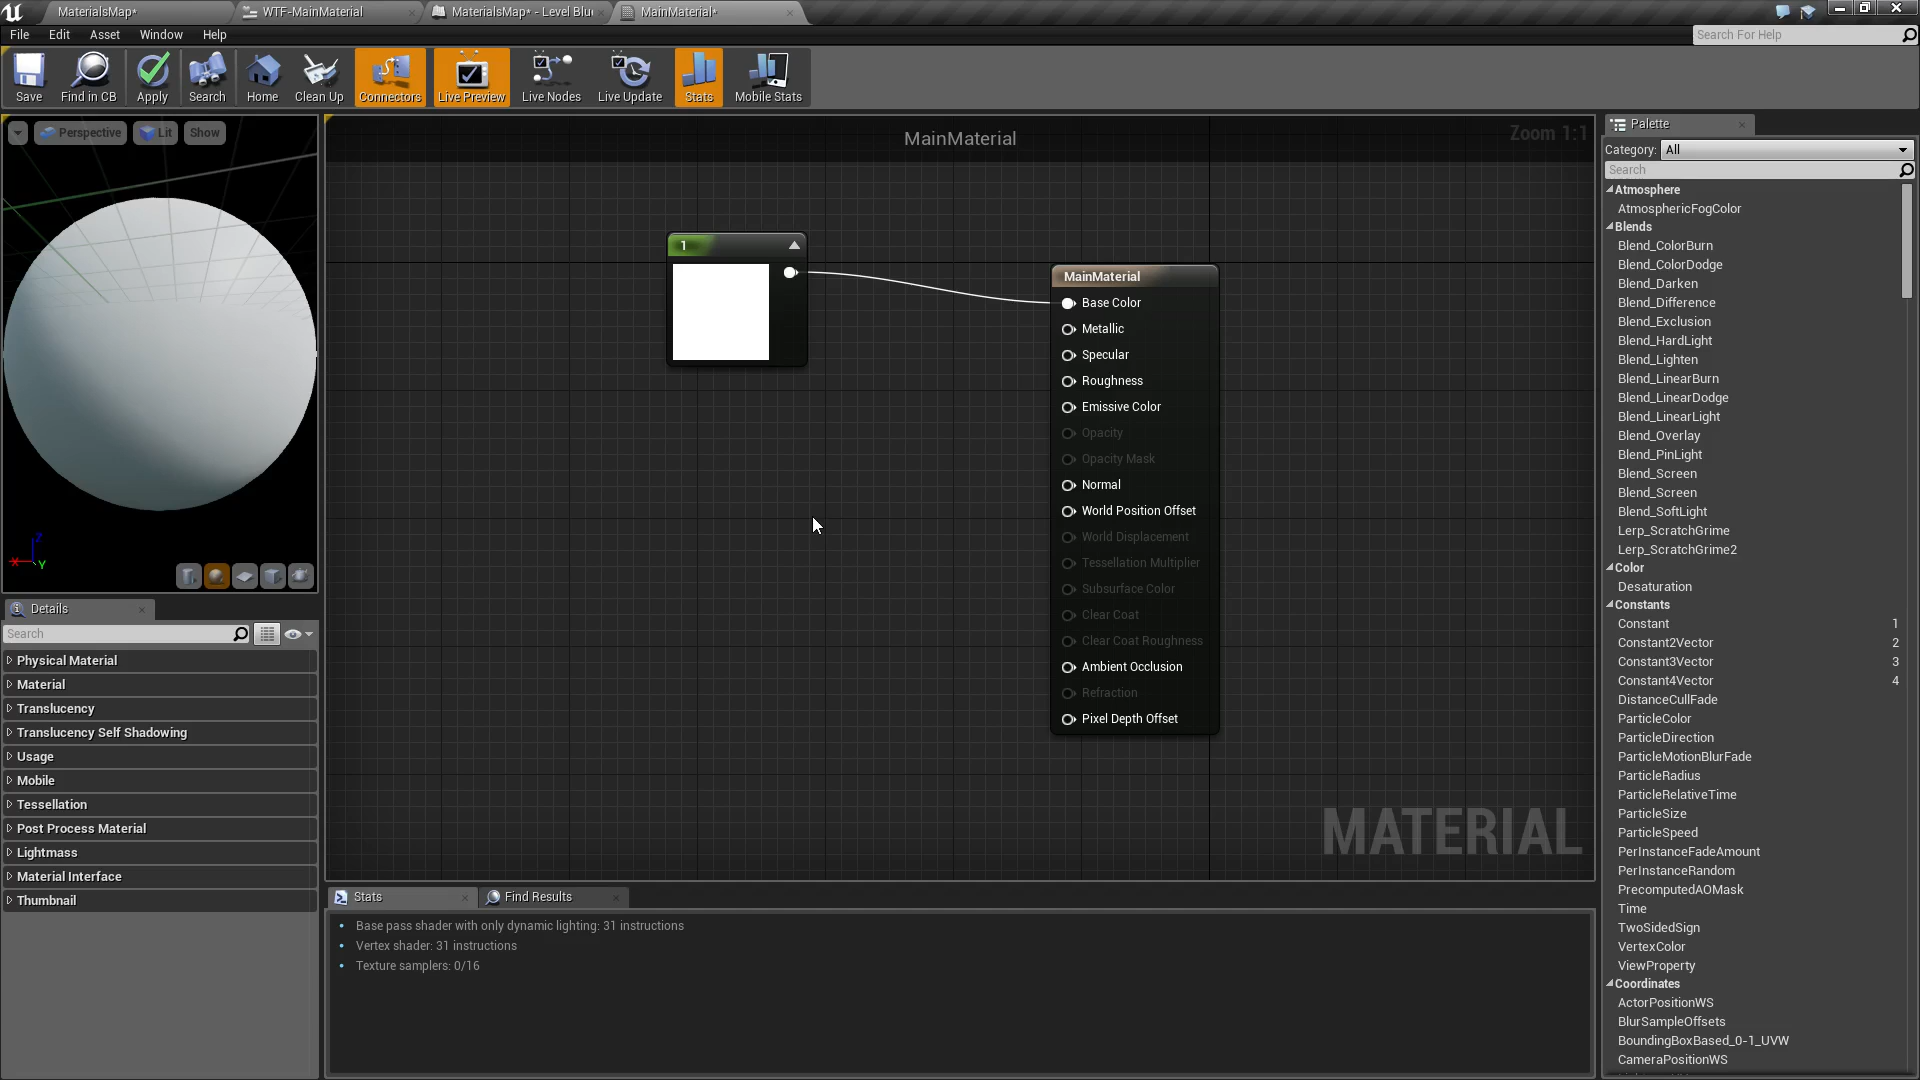 MaterialsMap*
WTF-MainMaterial
MaterialsMap* - Level Blu
MainMaterial*
File Edit Asset Window Help
Search For Help
Save
Find in CB
Apply
Search
Home
Clean Up
Connectors
Live Preview
Live Nodes
Live Update
Stats
Mobile Stats
Perspective
Lit
Show
MainMaterial
Zoom 1:1
1
MainMaterial
Base Color
Metallic
Specular
Roughness
Emissive Color
Opacity
Opacity Mask
Normal
World Position Offset
World Displacement
Tessellation Multiplier
Subsurface Color
Clear Coat
Clear Coat Roughness
Ambient Occlusion
Refraction
Pixel Depth Offset
MATERIAL
X
Y
Z
Details
Search
Physical Material
Material
Translucency
Translucency Self Shadowing
Usage
Mobile
Tessellation
Post Process Material
Lightmass
Material Interface
Thumbnail
Stats
Find Results
Base pass shader with only dynamic lighting: 31 instructions
Vertex shader: 31 instructions
Texture samplers: 0/16
Palette
Category: All
Search
Atmosphere
AtmosphericFogColor
Blends
Blend_ColorBurn
Blend_ColorDodge
Blend_Darken
Blend_Difference
Blend_Exclusion
Blend_HardLight
Blend_Lighten
Blend_LinearBurn
Blend_LinearDodge
Blend_LinearLight
Blend_Overlay
Blend_PinLight
Blend_Screen
Blend_Screen
Blend_SoftLight
Lerp_ScratchGrime
Lerp_ScratchGrime2
Color
Desaturation
Constants
Constant 1
Constant2Vector 2
Constant3Vector 3
Constant4Vector 4
DistanceCullFade
ParticleColor
ParticleDirection
ParticleMotionBlurFade
ParticleRadius
ParticleRelativeTime
ParticleSize
ParticleSpeed
PerInstanceFadeAmount
PerInstanceRandom
PrecomputedAOMask
Time
TwoSidedSign
VertexColor
ViewProperty
Coordinates
ActorPositionWS
BlurSampleOffsets
BoundingBoxBased_0-1_UVW
CameraPositionWS